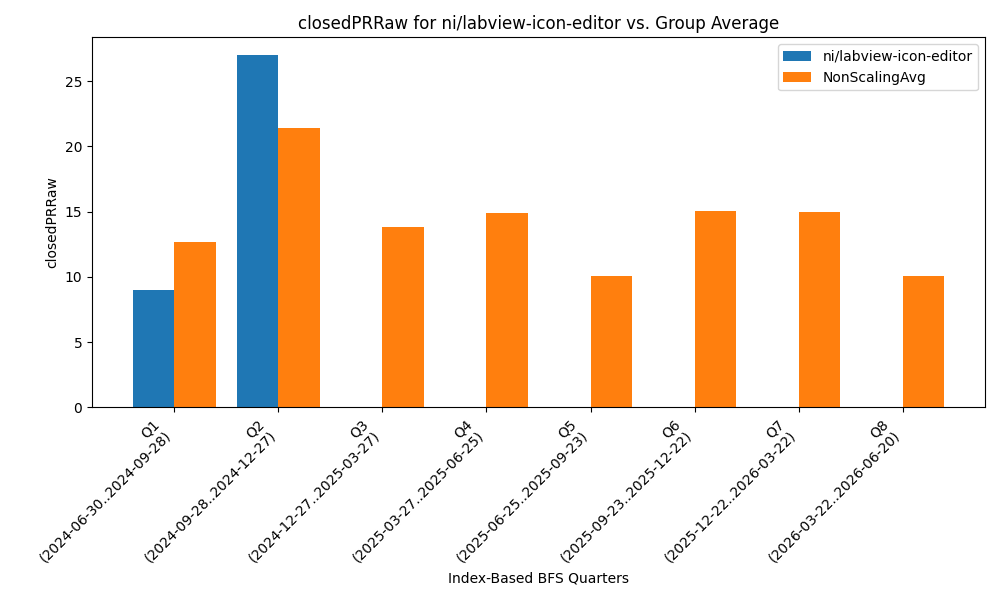 closedPRRaw for ni/labview-icon-editor vs. Group Average
ni/labview-icon-editor
NonScalingAvg
closedPRRaw
25
20
15
10
5
0
Q1
(2024-06-30..2024-09-28)
Q2
(2024-09-28..2024-12-27)
Q3
(2024-12-27..2025-03-27)
Q4
(2025-03-27..2025-06-25)
Q5
(2025-06-25..2025-09-23)
Q6
(2025-09-23..2025-12-22)
Q7
(2025-12-22..2026-03-22)
Q8
(2026-03-22..2026-06-20)
Index-Based BFS Quarters